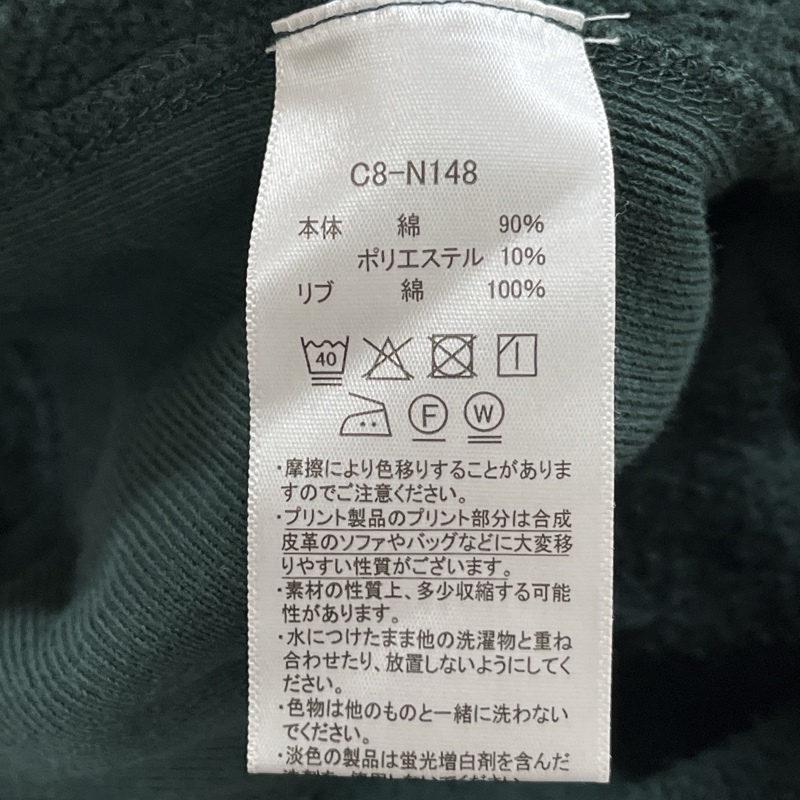 C8-N148
本体 綿 90%
ポリエステル 10%
リブ 綿 100%
40
F W
・摩擦により色移りすることがありま
すのでご注意ください。
・プリント製品のプリント部分は合成
皮革のソファやバッグなどに大変移
りやすい性質がございます。
・素材の性質上、多少収縮する可能
性があります。
・水につけたまま他の洗濯物と重ね
合わせたり、放置しないようにしてく
ださい。
・色物は他のものと一緒に洗わない
でください。
・淡色の製品は蛍光増白剤を含んだ